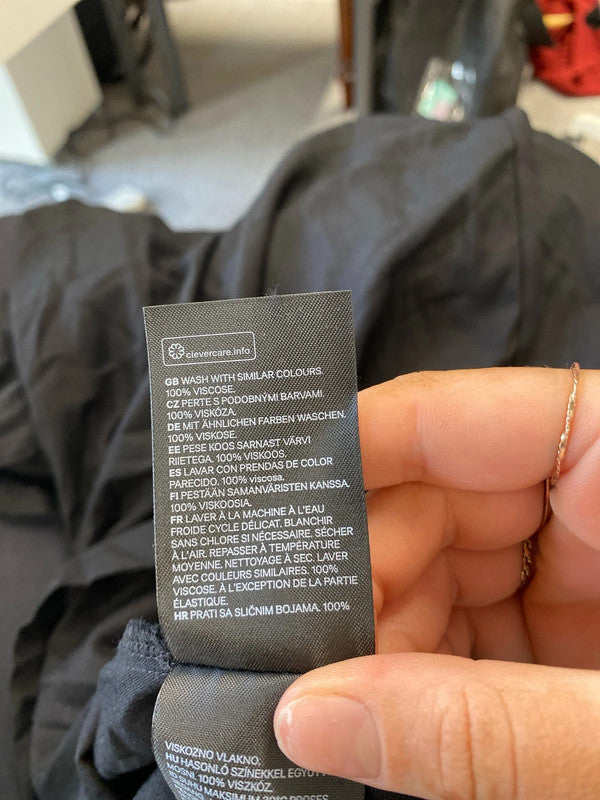 clevercare.info
GB WASH WITH SIMILAR COLOURS.
100% VISCOSE.
CZ PERTE S PODOBNÝMI BARVAMI.
100% VISKÓZA.
DE MIT ÄHNLICHEN FARBEN WASCHEN.
100% VISKOSE.
EE PESE KOOS SARNAST VÄRVI
RIIETEGA. 100% VISKOOS.
ES LAVAR CON PRENDAS DE COLOR
PARECIDO. 100% viscosa.
FI PESTÄÄN SAMANVÄRISTEN KANSSA.
100% VISKOOSIA.
FR LAVER À LA MACHINE À L'EAU
FROIDE CYCLE DÉLICAT. BLANCHIR
SANS CHLORE SI NÉCESSAIRE. SÉCHER
À L'AIR. REPASSER À TEMPÉRATURE
MOYENNE. NETTOYAGE À SEC. LAVER
AVEC COULEURS SIMILAIRES. 100%
VISCOSE. À L'EXCEPTION DE LA PARTIE
ÉLASTIQUE.
HR PRATI SA SLIČNIM BOJAMA. 100%
VISKOZNO VLAKNO.
HU HASONLÓ SZÍNEKKEL EGYÜTT
MOSNI. 100% VISZKÓZ.
ID SUHU MAKSIMUM